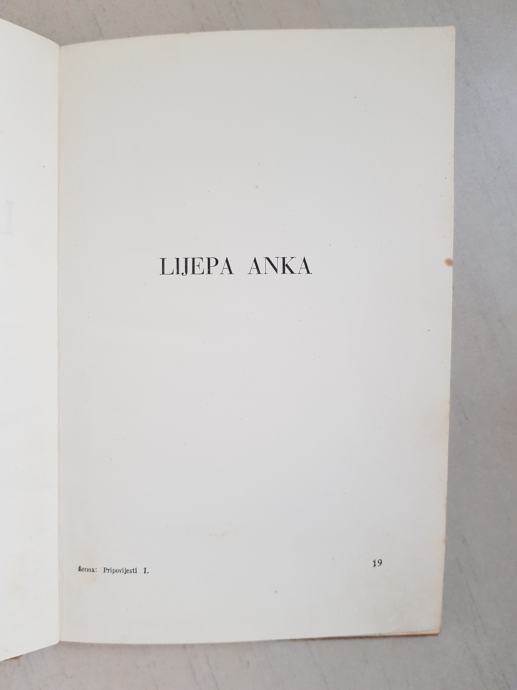 LIJEPA ANKA
Šenoa: Pripovijesti I.
19